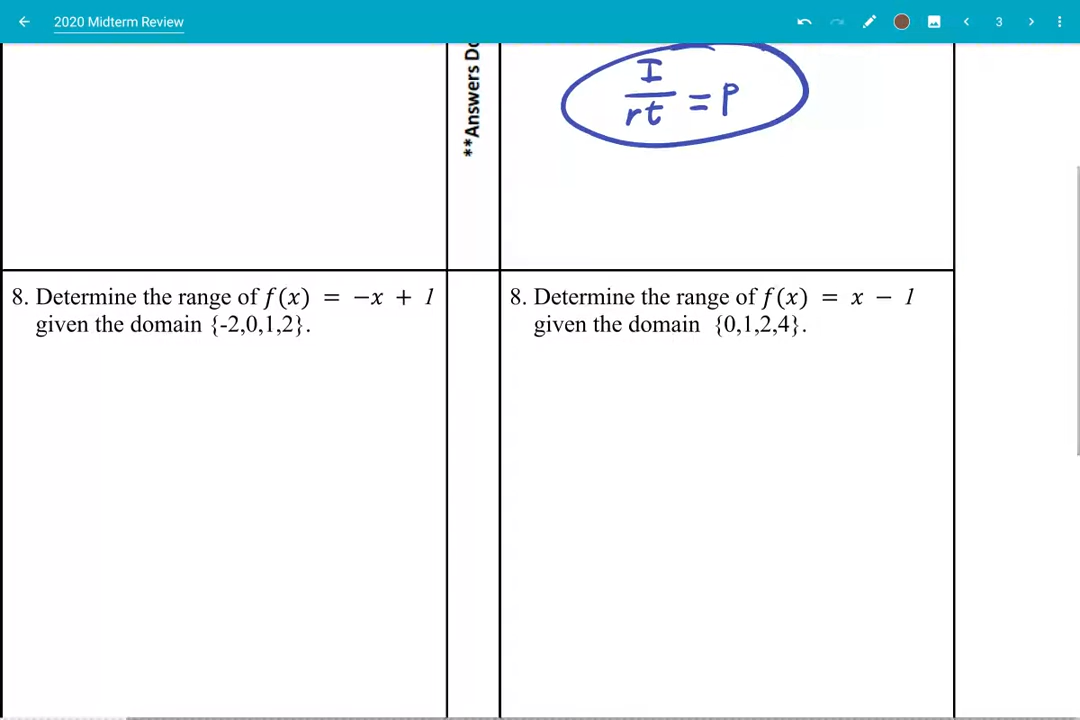 2020 Midterm Review
3
**Answers Do
I
rt = P
8. Determine the range of f(x) = −x + 1
given the domain {-2,0,1,2}.
8. Determine the range of f(x) = x − 1
given the domain {0,1,2,4}.